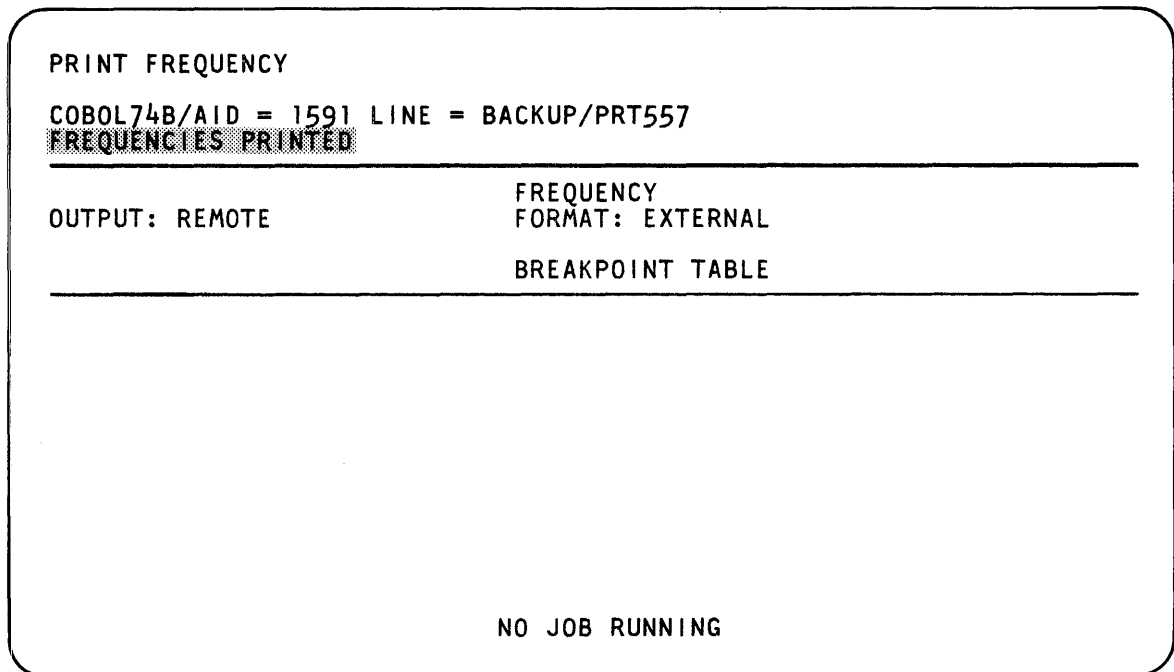 PRINT FREQUENCY
COBOL74B/AID = 1591 LINE = BACKUP/PRT557
FREQUENCIES PRINTED
FREQUENCY
OUTPUT: REMOTE FORMAT: EXTERNAL
BREAKPOINT TABLE
NO JOB RUNNING